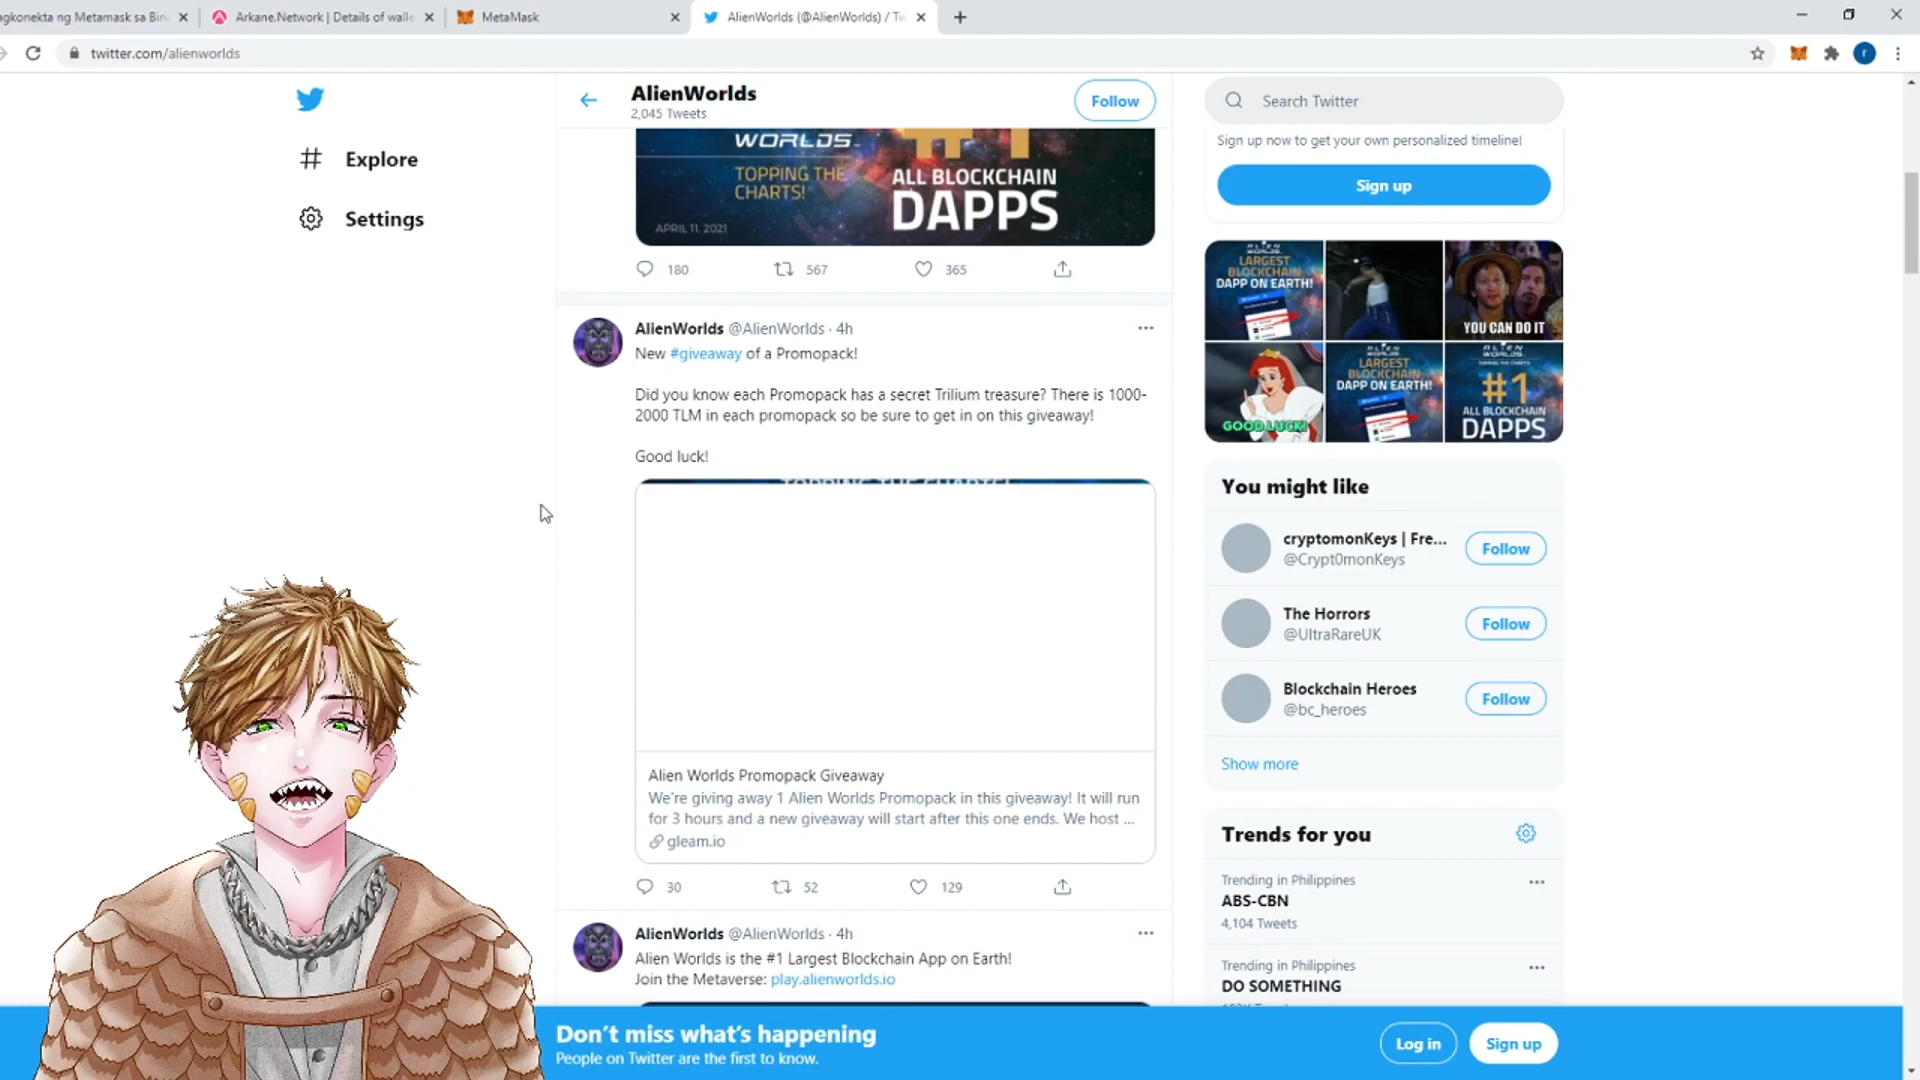 agkonekta ng Metamask sa Bin
Arkane.Network | Details of walle
MetaMask
AlienWorlds (@AlienWorlds) / Tw
twitter.com/alienworlds
r
Explore
Settings
AlienWorlds
2,045 Tweets
Follow
WORLDS
#1
TOPPING THE
CHARTS!
ALL BLOCKCHAIN
DAPPS
APRIL 11, 2021
180
567
365
AlienWorlds @AlienWorlds · 4h
New #giveaway of a Promopack!
Did you know each Promopack has a secret Trilium treasure? There is 1000-
2000 TLM in each promopack so be sure to get in on this giveaway!
Good luck!
TOPPING THE CHARTS!
Alien Worlds Promopack Giveaway
We're giving away 1 Alien Worlds Promopack in this giveaway! It will run
for 3 hours and a new giveaway will start after this one ends. We host ...
gleam.io
30
52
129
AlienWorlds @AlienWorlds · 4h
Alien Worlds is the #1 Largest Blockchain App on Earth!
Join the Metaverse: play.alienworlds.io
Search Twitter
Sign up now to get your own personalized timeline!
Sign up
ALIEN
WORLDS
LARGEST
BLOCKCHAIN
DAPP ON EARTH!
YOU CAN DO IT
GOOD LUCK!
ALIEN
WORLDS
LARGEST
BLOCKCHAIN
DAPP ON EARTH!
ALIEN
WORLDS
#1
ALL BLOCKCHAIN
DAPPS
You might like
cryptomonKeys | Fre...
@Crypt0monKeys
Follow
The Horrors
@UltraRareUK
Follow
Blockchain Heroes
@bc_heroes
Follow
Show more
Trends for you
Trending in Philippines
ABS-CBN
4,104 Tweets
Trending in Philippines
DO SOMETHING
Don't miss what's happening
People on Twitter are the first to know.
Log in
Sign up